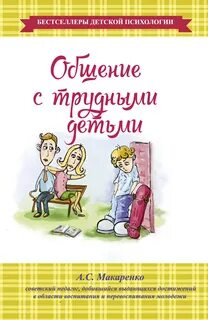 БЕСТСЕЛЛЕРЫ ДЕТСКОЙ ПСИХОЛОГИИ
Общение
с трудными
детьми
А.С. Макаренко
советский педагог, добившийся выдающихся достижений
в области воспитания и перевоспитания молодежи